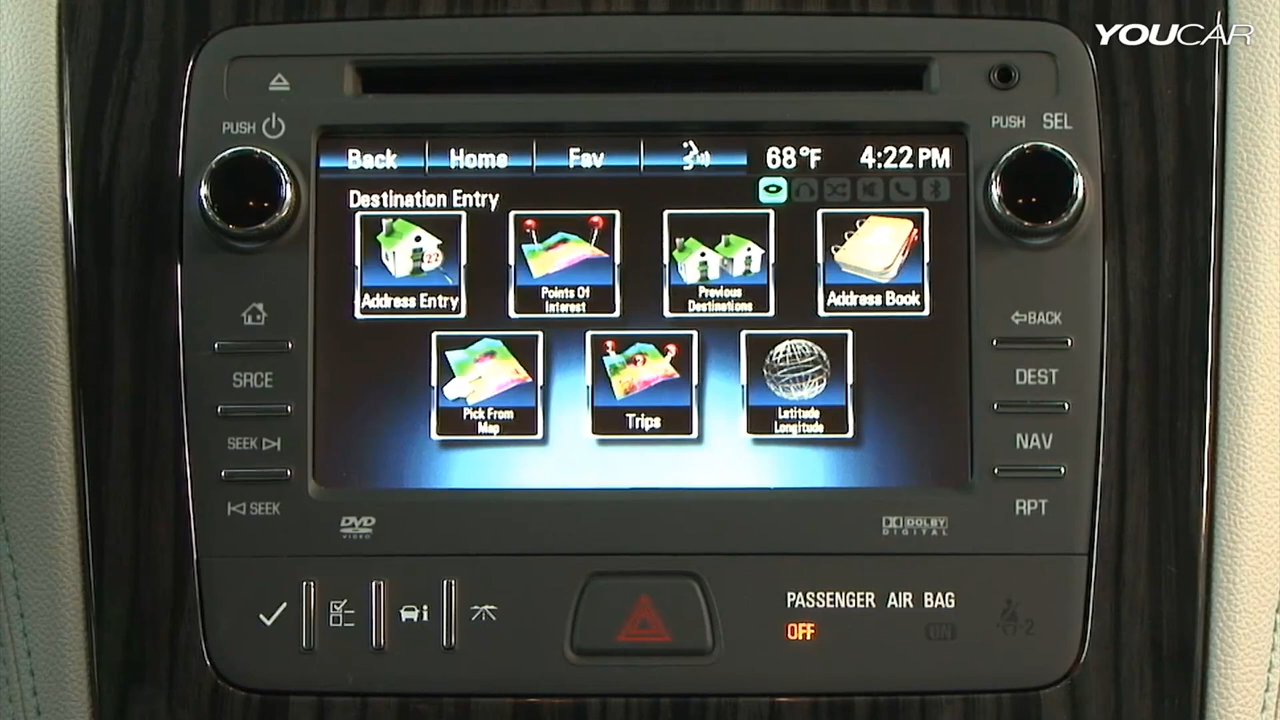 YOUCAR
PUSH
PUSH SEL
Back Home Fav 68°F 4:22 PM
Destination Entry
22
Address Entry
Points Of
Interest
Previous
Destinations
Address Book
Pick From
Map
Trips
Latitude
Longitude
SRCE
SEEK
SEEK
BACK
DEST
NAV
RPT
DVD
VIDEO
DOLBY
DIGITAL
PASSENGER AIR BAG
OFF ON
2